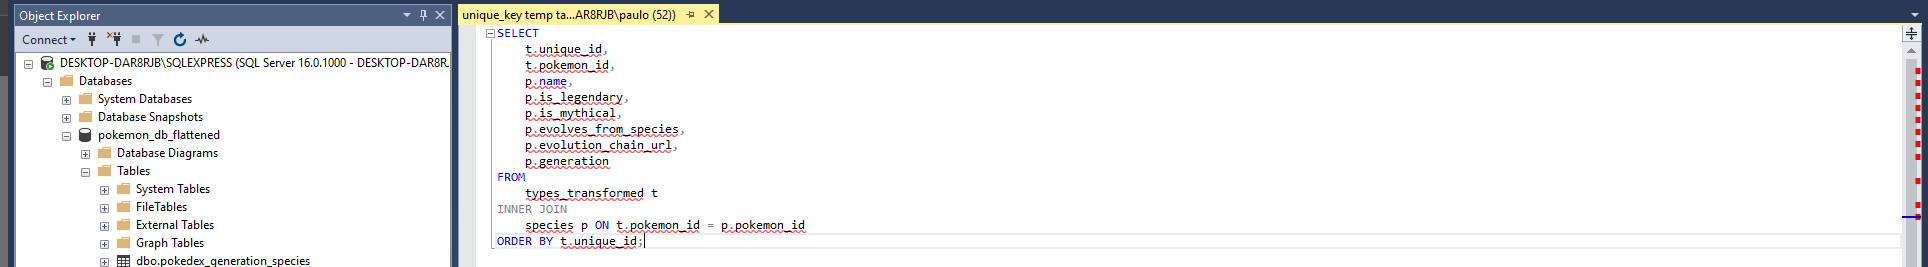 Object Explorer
Connect
DESKTOP-DAR8RJB\SQLEXPRESS (SQL Server 16.0.1000 - DESKTOP-DAR8R.
Databases
System Databases
Database Snapshots
pokemon_db_flattened
Database Diagrams
Tables
System Tables
FileTables
External Tables
Graph Tables
dbo.pokedex_generation_species
unique_key temp ta...AR8RJB\paulo (52))
SELECT
t.unique_id,
t.pokemon_id,
p.name,
p.is_legendary,
p.is_mythical,
p.evolves_from_species,
p.evolution_chain_url,
p.generation
FROM
types_transformed t
INNER JOIN
species p ON t.pokemon_id = p.pokemon_id
ORDER BY t.unique_id;